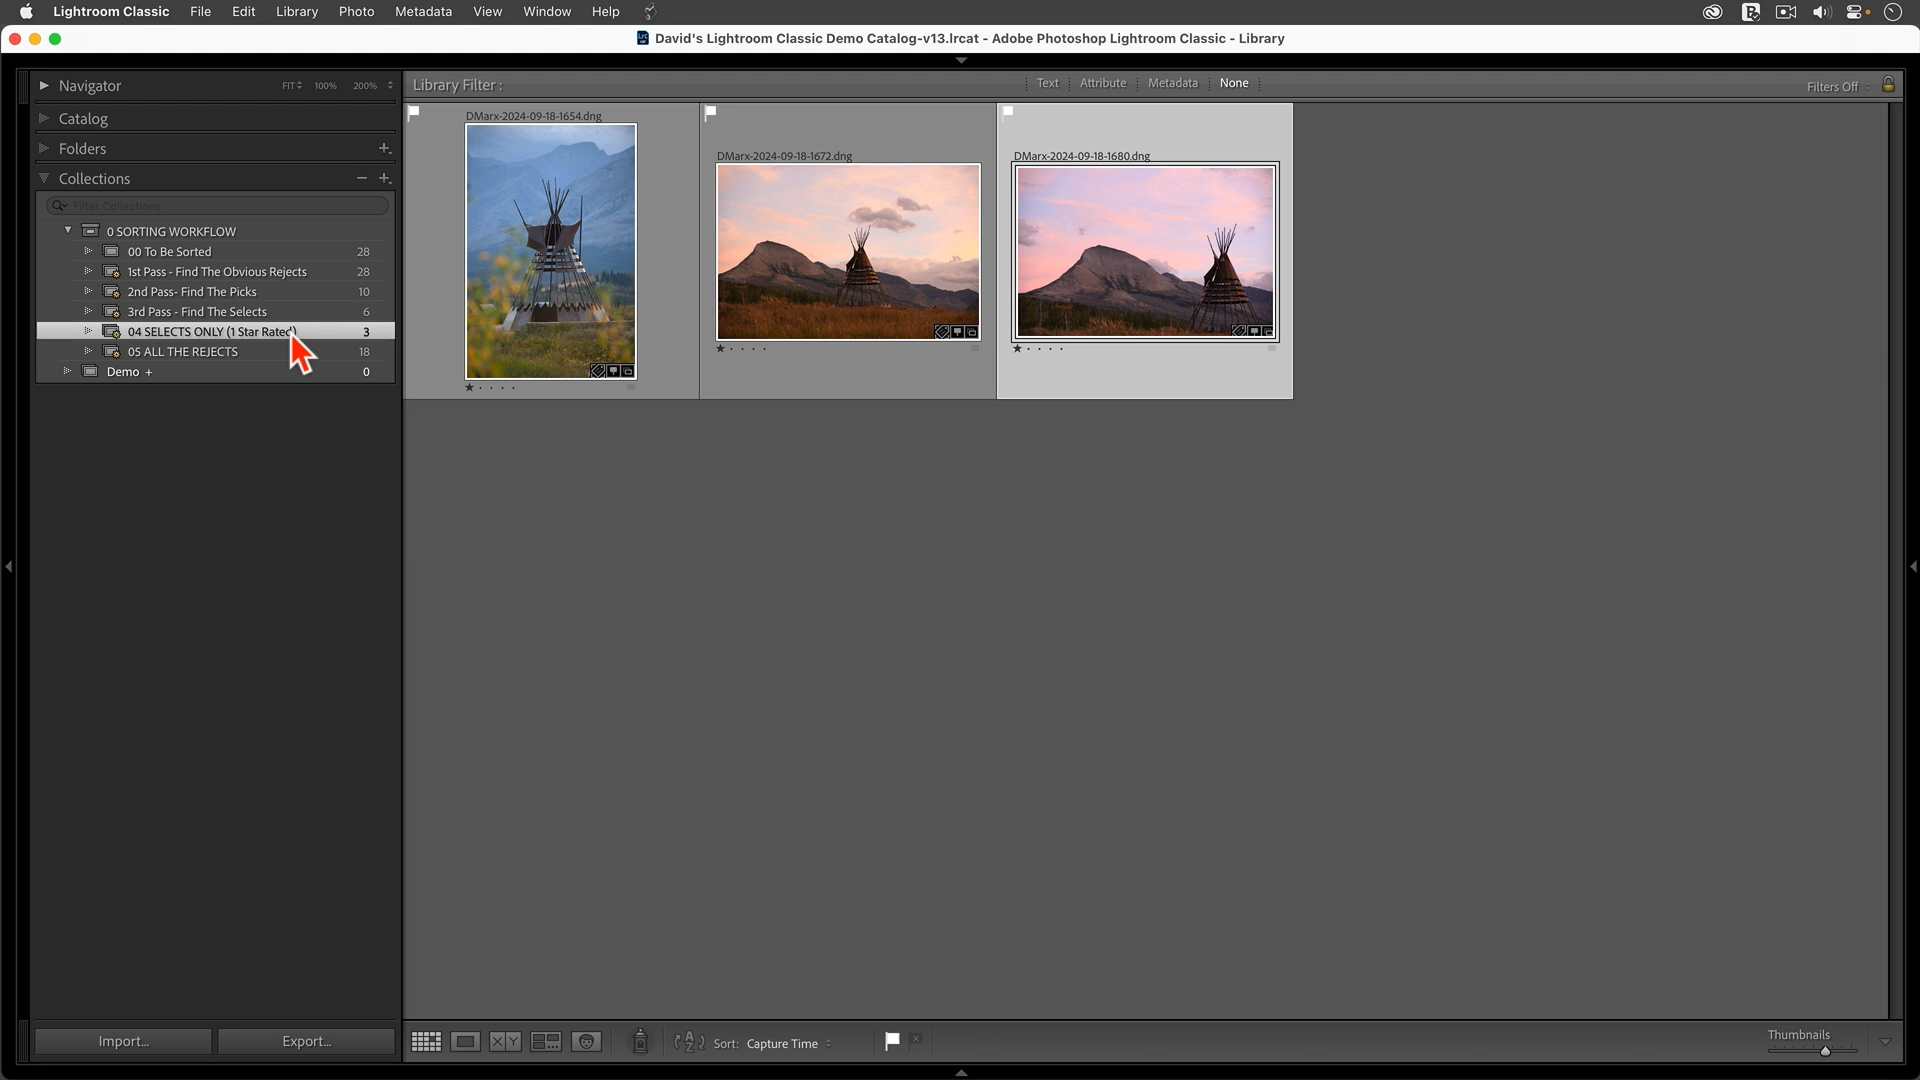 Lightroom Classic File Edit Library Photo Metadata View Window Help
David's Lightroom Classic Demo Catalog-v13.lrcat - Adobe Photoshop Lightroom Classic - Library
Navigator FIT 100% 200%
Catalog
Folders
Collections
Filter Collections
0 SORTING WORKFLOW
00 To Be Sorted 28
1st Pass - Find The Obvious Rejects 28
2nd Pass- Find The Picks 10
3rd Pass - Find The Selects 6
04 SELECTS ONLY (1 Star Rated) 3
05 ALL THE REJECTS 18
Demo + 0
Library Filter : Text Attribute Metadata None Filters Off
DMarx-2024-09-18-1654.dng
DMarx-2024-09-18-1672.dng
DMarx-2024-09-18-1680.dng
Import... Export...
Sort: Capture Time
Thumbnails